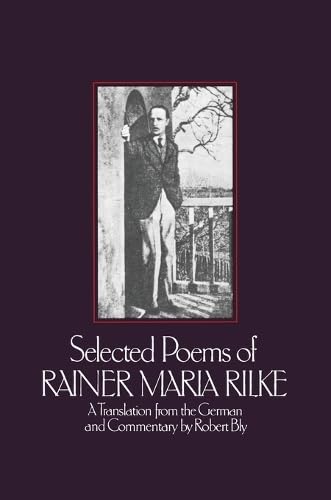 Selected Poems of
RAINER MARIA RILKE
A Translation from the German
and Commentary by Robert Bly